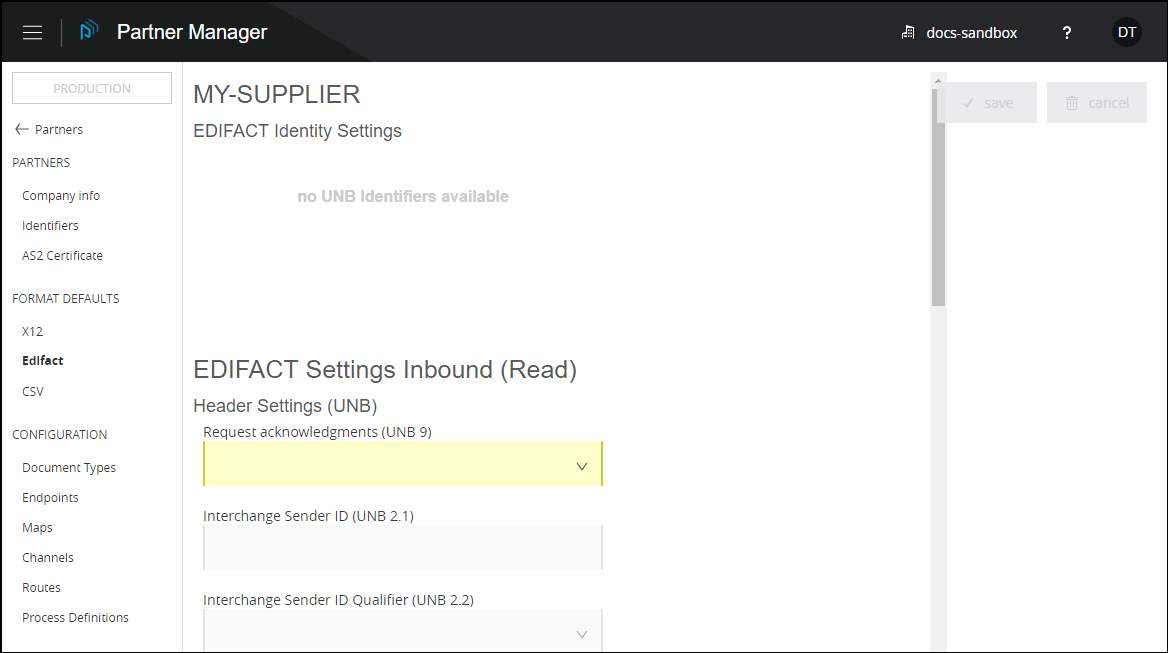 Partner Manager
docs-sandbox
?
DT
PRODUCTION
Partners
PARTNERS
Company info
Identifiers
AS2 Certificate
FORMAT DEFAULTS
X12
Edifact
CSV
CONFIGURATION
Document Types
Endpoints
Maps
Channels
Routes
Process Definitions
MY-SUPPLIER
EDIFACT Identity Settings
no UNB Identifiers available
EDIFACT Settings Inbound (Read)
Header Settings (UNB)
Request acknowledgments (UNB 9)
Interchange Sender ID (UNB 2.1)
Interchange Sender ID Qualifier (UNB 2.2)
save
cancel